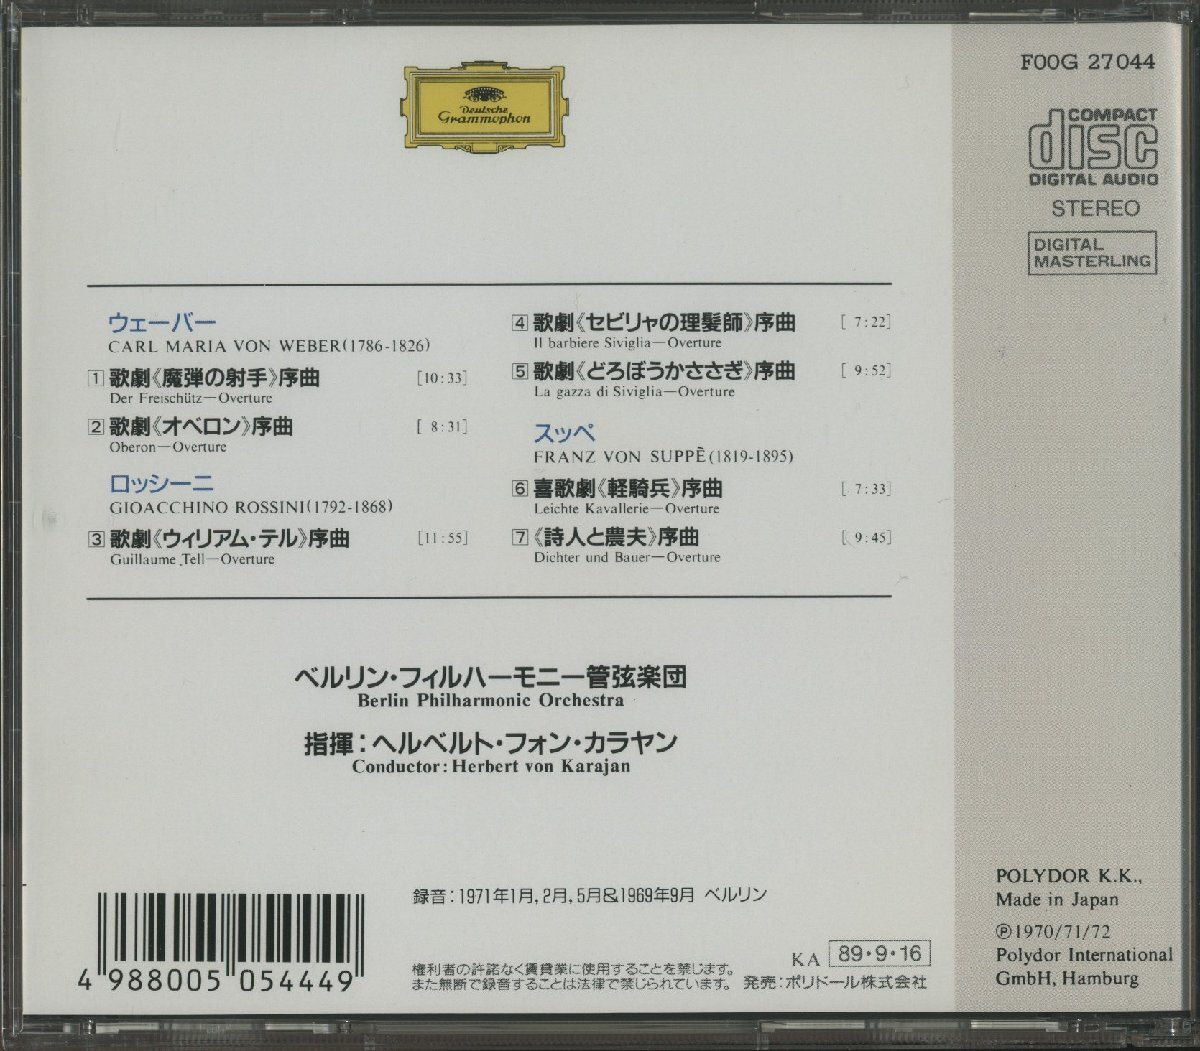 Deutsche
Grammophon
F00G 27044
COMPACT
disc
DIGITAL AUDIO
STEREO
DIGITAL
MASTERLING
ウェーバー
CARL MARIA VON WEBER(1786-1826)
1 歌劇《魔弾の射手》序曲 [10:33]
Der Freischütz—Overture
2 歌劇《オベロン》序曲 [ 8:31]
Oberon—Overture
ロッシーニ
GIOACCHINO ROSSINI(1792-1868)
3 歌劇《ウィリアム・テル》序曲 [11:55]
Guillaume Tell—Overture
4 歌劇《セビリャの理髪師》序曲 [ 7:22]
Il barbiere Siviglia—Overture
5 歌劇《どろぼうかささぎ》序曲 [ 9:52]
La gazza di Siviglia—Overture
スッペ
FRANZ VON SUPPÈ(1819-1895)
6 喜歌劇《軽騎兵》序曲 [ 7:33]
Leichte Kavallerie—Overture
7 《詩人と農夫》序曲 [ 9:45]
Dichter und Bauer—Overture
ベルリン・フィルハーモニー管弦楽団
Berlin Philharmonic Orchestra
指揮：ヘルベルト・フォン・カラヤン
Conductor: Herbert von Karajan
録音：1971年1月, 2月, 5月&1969年9月 ベルリン
4 988005 054449
権利者の許諾なく賃貸業に使用することを禁じます。
また無断で録音することは法律で禁じられています。
KA 89・9・16
発売：ポリドール株式会社
POLYDOR K.K.,
Made in Japan
℗1970/71/72
Polydor International
GmbH, Hamburg